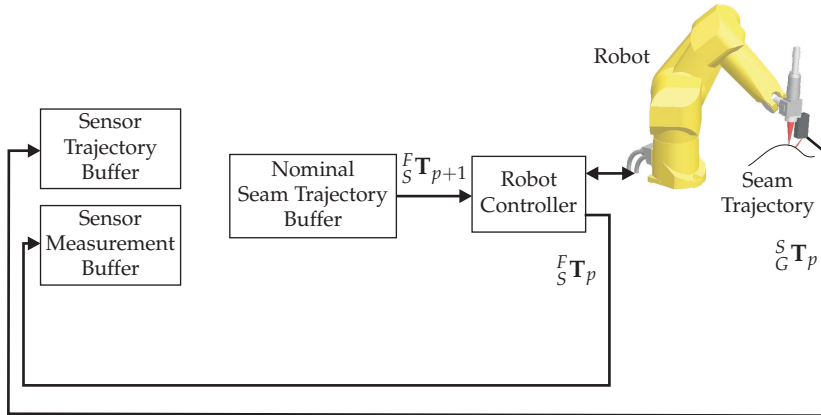 Robot
Sensor
Trajectory
Buffer
Sensor
Measurement
Buffer
Nominal
Seam Trajectory
Buffer
F S T p+1
Robot
Controller
F S T p
Seam
Trajectory
S G T p